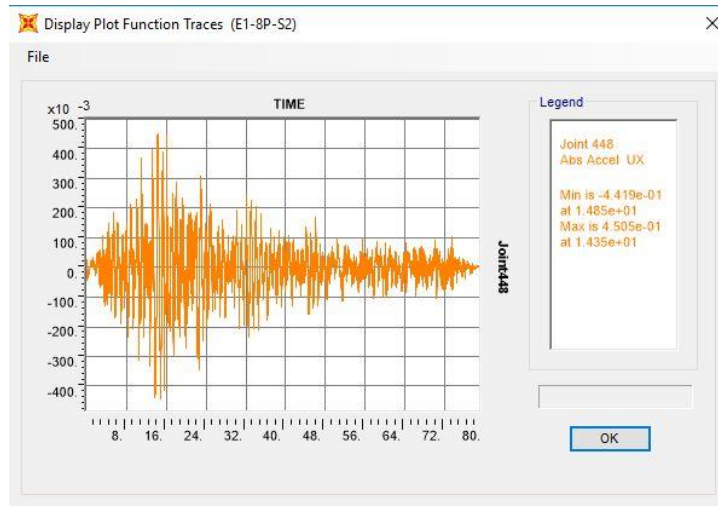 Display Plot Function Traces (E1-8P-S2)
File
x10 -3
TIME
500.
400.
300.
200.
100.
0.
-100.
-200.
-300.
-400.
8. 16. 24. 32. 40. 48. 56. 64. 72. 80.
Joint448
Legend
Joint 448
Abs Accel UX
Min is -4.419e-01
at 1.485e+01
Max is 4.505e-01
at 1.435e+01
OK